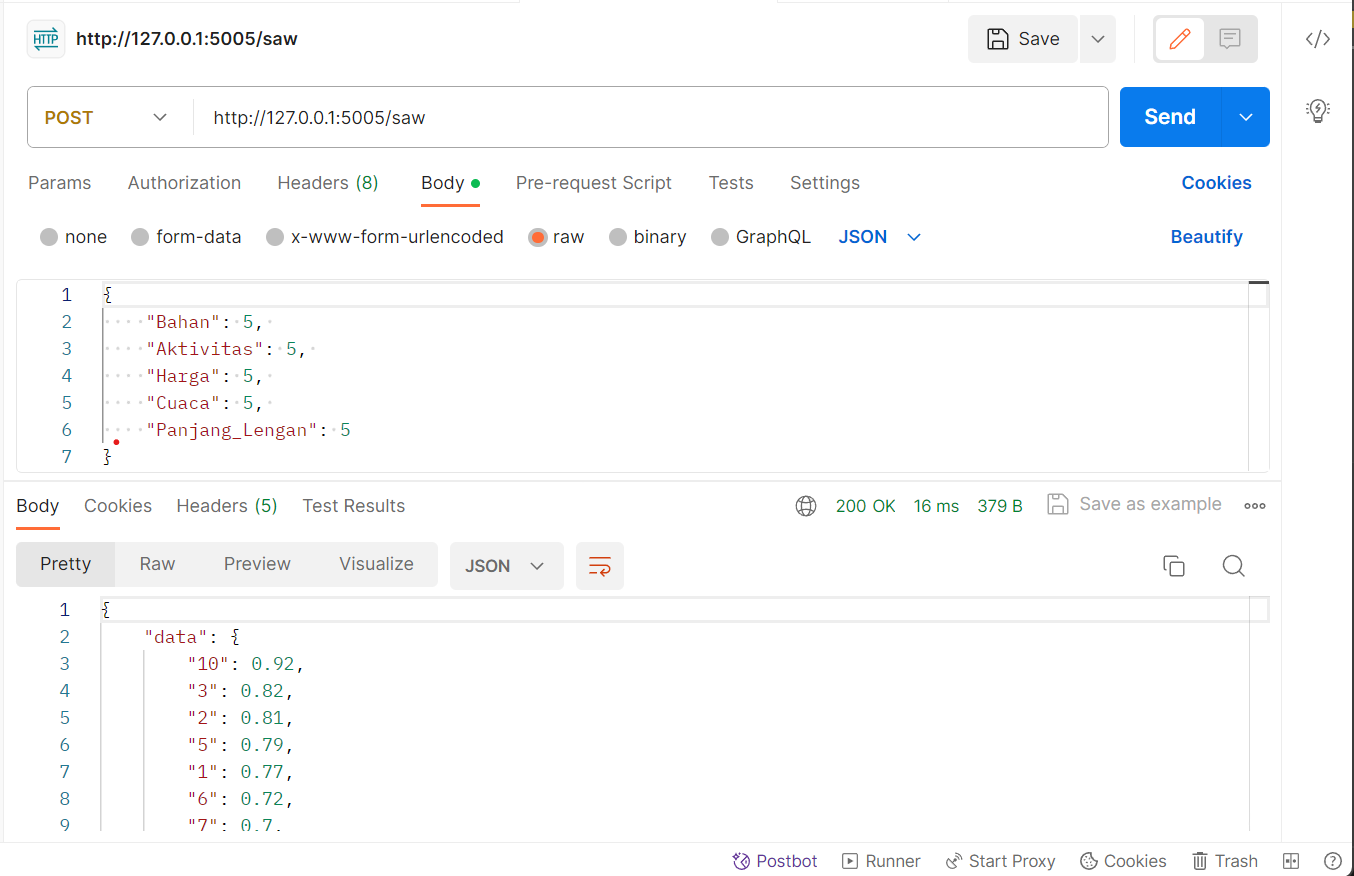 HTTP http://127.0.0.1:5005/saw Save
POST http://127.0.0.1:5005/saw Send
Params Authorization Headers (8) Body Pre-request Script Tests Settings Cookies
none form-data x-www-form-urlencoded raw binary GraphQL JSON Beautify
1 {
2 "Bahan": 5,
3 "Aktivitas": 5,
4 "Harga": 5,
5 "Cuaca": 5,
6 "Panjang_Lengan": 5
7 }
Body Cookies Headers (5) Test Results 200 OK 16 ms 379 B Save as example
Pretty Raw Preview Visualize JSON
1 {
2 "data": {
3 "10": 0.92,
4 "3": 0.82,
5 "2": 0.81,
6 "5": 0.79,
7 "1": 0.77,
8 "6": 0.72,
9 "7": 0.7,
Postbot Runner Start Proxy Cookies Trash